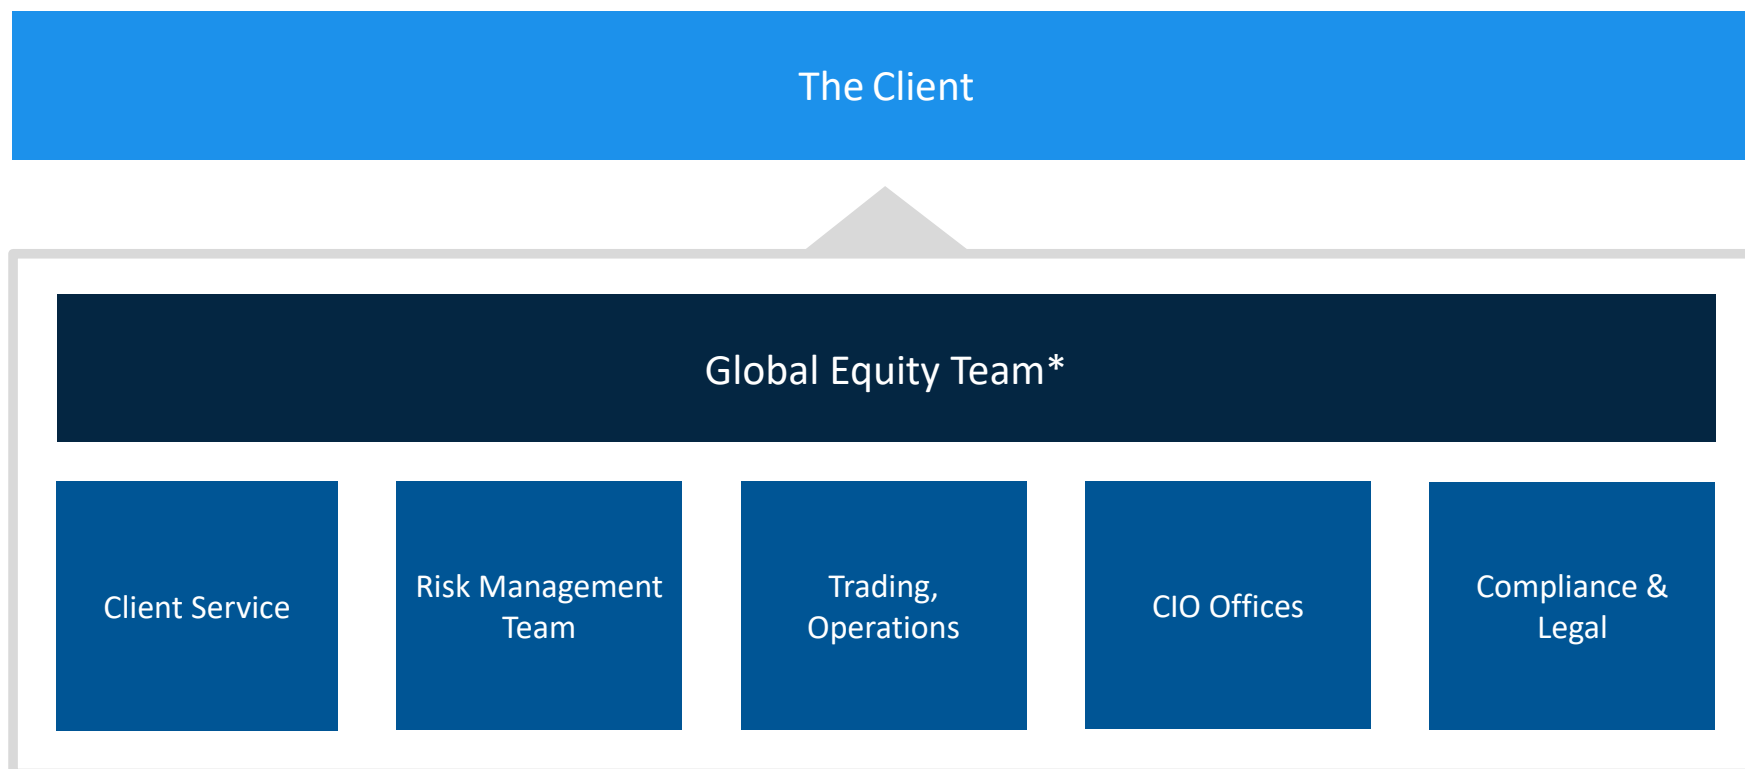 The Client
Global Equity Team*
Client Service
Risk Management
Team
Trading,
Operations
CIO Offices
Compliance &
Legal